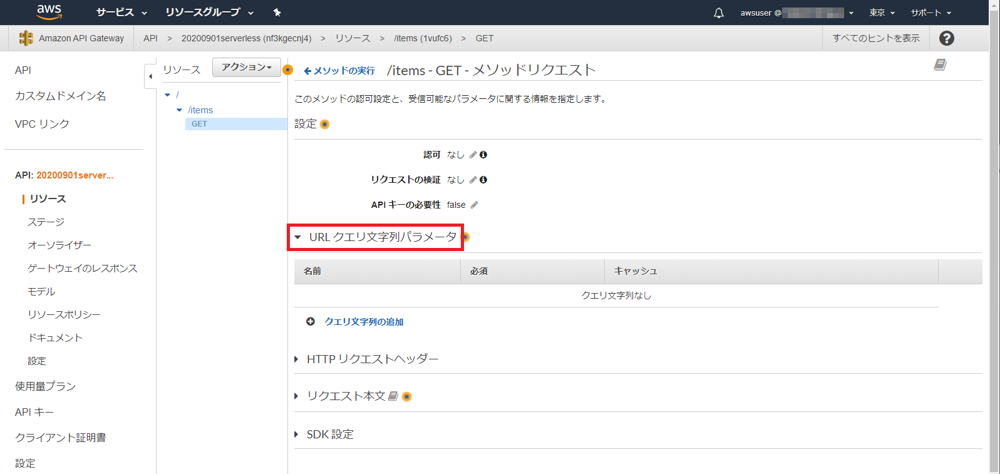 aws サービス リソースグループ awsuser @ 東京 サポート
Amazon API Gateway API > 20200901serverless (nf3kgecnj4) > リソース > /items (1vufc6) > GET すべてのヒントを表示 ?
API
カスタムドメイン名
VPC リンク
API: 20200901server...
リソース
ステージ
オーソライザー
ゲートウェイのレスポンス
モデル
リソースポリシー
ドキュメント
設定
使用量プラン
API キー
クライアント証明書
設定
リソース アクション
/
/items
GET
メソッドの実行 /items - GET - メソッドリクエスト
このメソッドの認可設定と、受信可能なパラメータに関する情報を指定します。
設定
認可 なし
リクエストの検証 なし
API キーの必要性 false
URL クエリ文字列パラメータ
名前 必須 キャッシュ
クエリ文字列なし
クエリ文字列の追加
HTTP リクエストヘッダー
リクエスト本文
SDK 設定